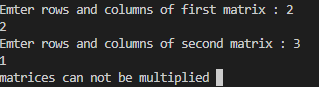 Emter rows and columns of first matrix : 2
2
Emter rows and columns of second matrix : 3
1
matrices can not be multiplied